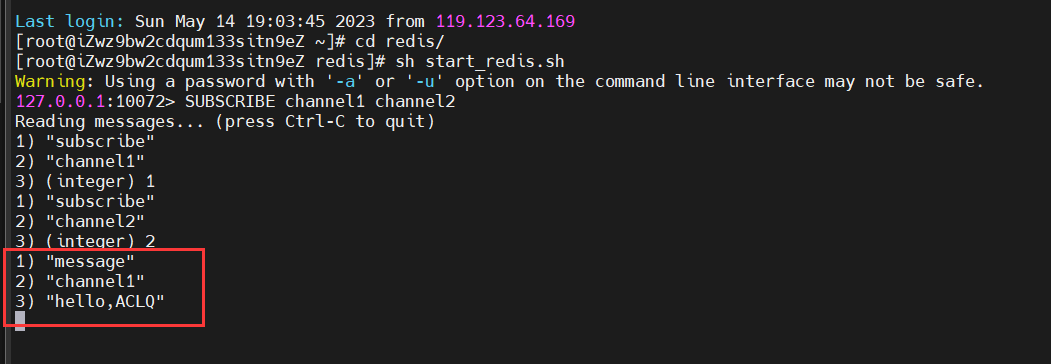 Last login: Sun May 14 19:03:45 2023 from 119.123.64.169
[root@iZwz9bw2cdqum133sitn9eZ ~]# cd redis/
[root@iZwz9bw2cdqum133sitn9eZ redis]# sh start_redis.sh
Warning: Using a password with '-a' or '-u' option on the command line interface may not be safe.
127.0.0.1:10072> SUBSCRIBE channel1 channel2
Reading messages... (press Ctrl-C to quit)
1) "subscribe"
2) "channel1"
3) (integer) 1
1) "subscribe"
2) "channel2"
3) (integer) 2
1) "message"
2) "channel1"
3) "hello,ACLQ"